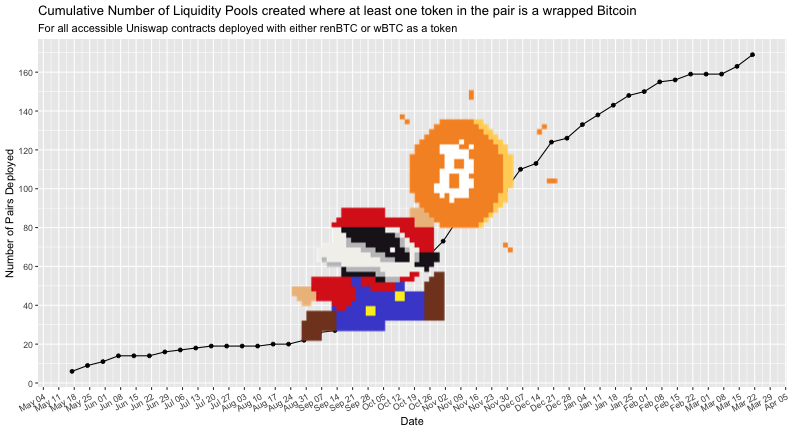 Cumulative Number of Liquidity Pools created where at least one token in the pair is a wrapped Bitcoin
For all accessible Uniswap contracts deployed with either renBTC or wBTC as a token
Number of Pairs Deployed
160
140
120
100
80
60
40
20
0
May 04 May 11 May 18 May 25 Jun 01 Jun 08 Jun 15 Jun 22 Jun 29 Jul 06 Jul 13 Jul 20 Jul 27 Aug 03 Aug 10 Aug 17 Aug 24 Aug 31 Sep 07 Sep 14 Sep 21 Sep 28 Oct 05 Oct 12 Oct 19 Oct 26 Nov 02 Nov 09 Nov 16 Nov 23 Nov 30 Dec 07 Dec 14 Dec 21 Dec 28 Jan 04 Jan 11 Jan 18 Jan 25 Feb 01 Feb 08 Feb 15 Feb 22 Mar 01 Mar 08 Mar 15 Mar 22 Mar 29 Apr 05
Date